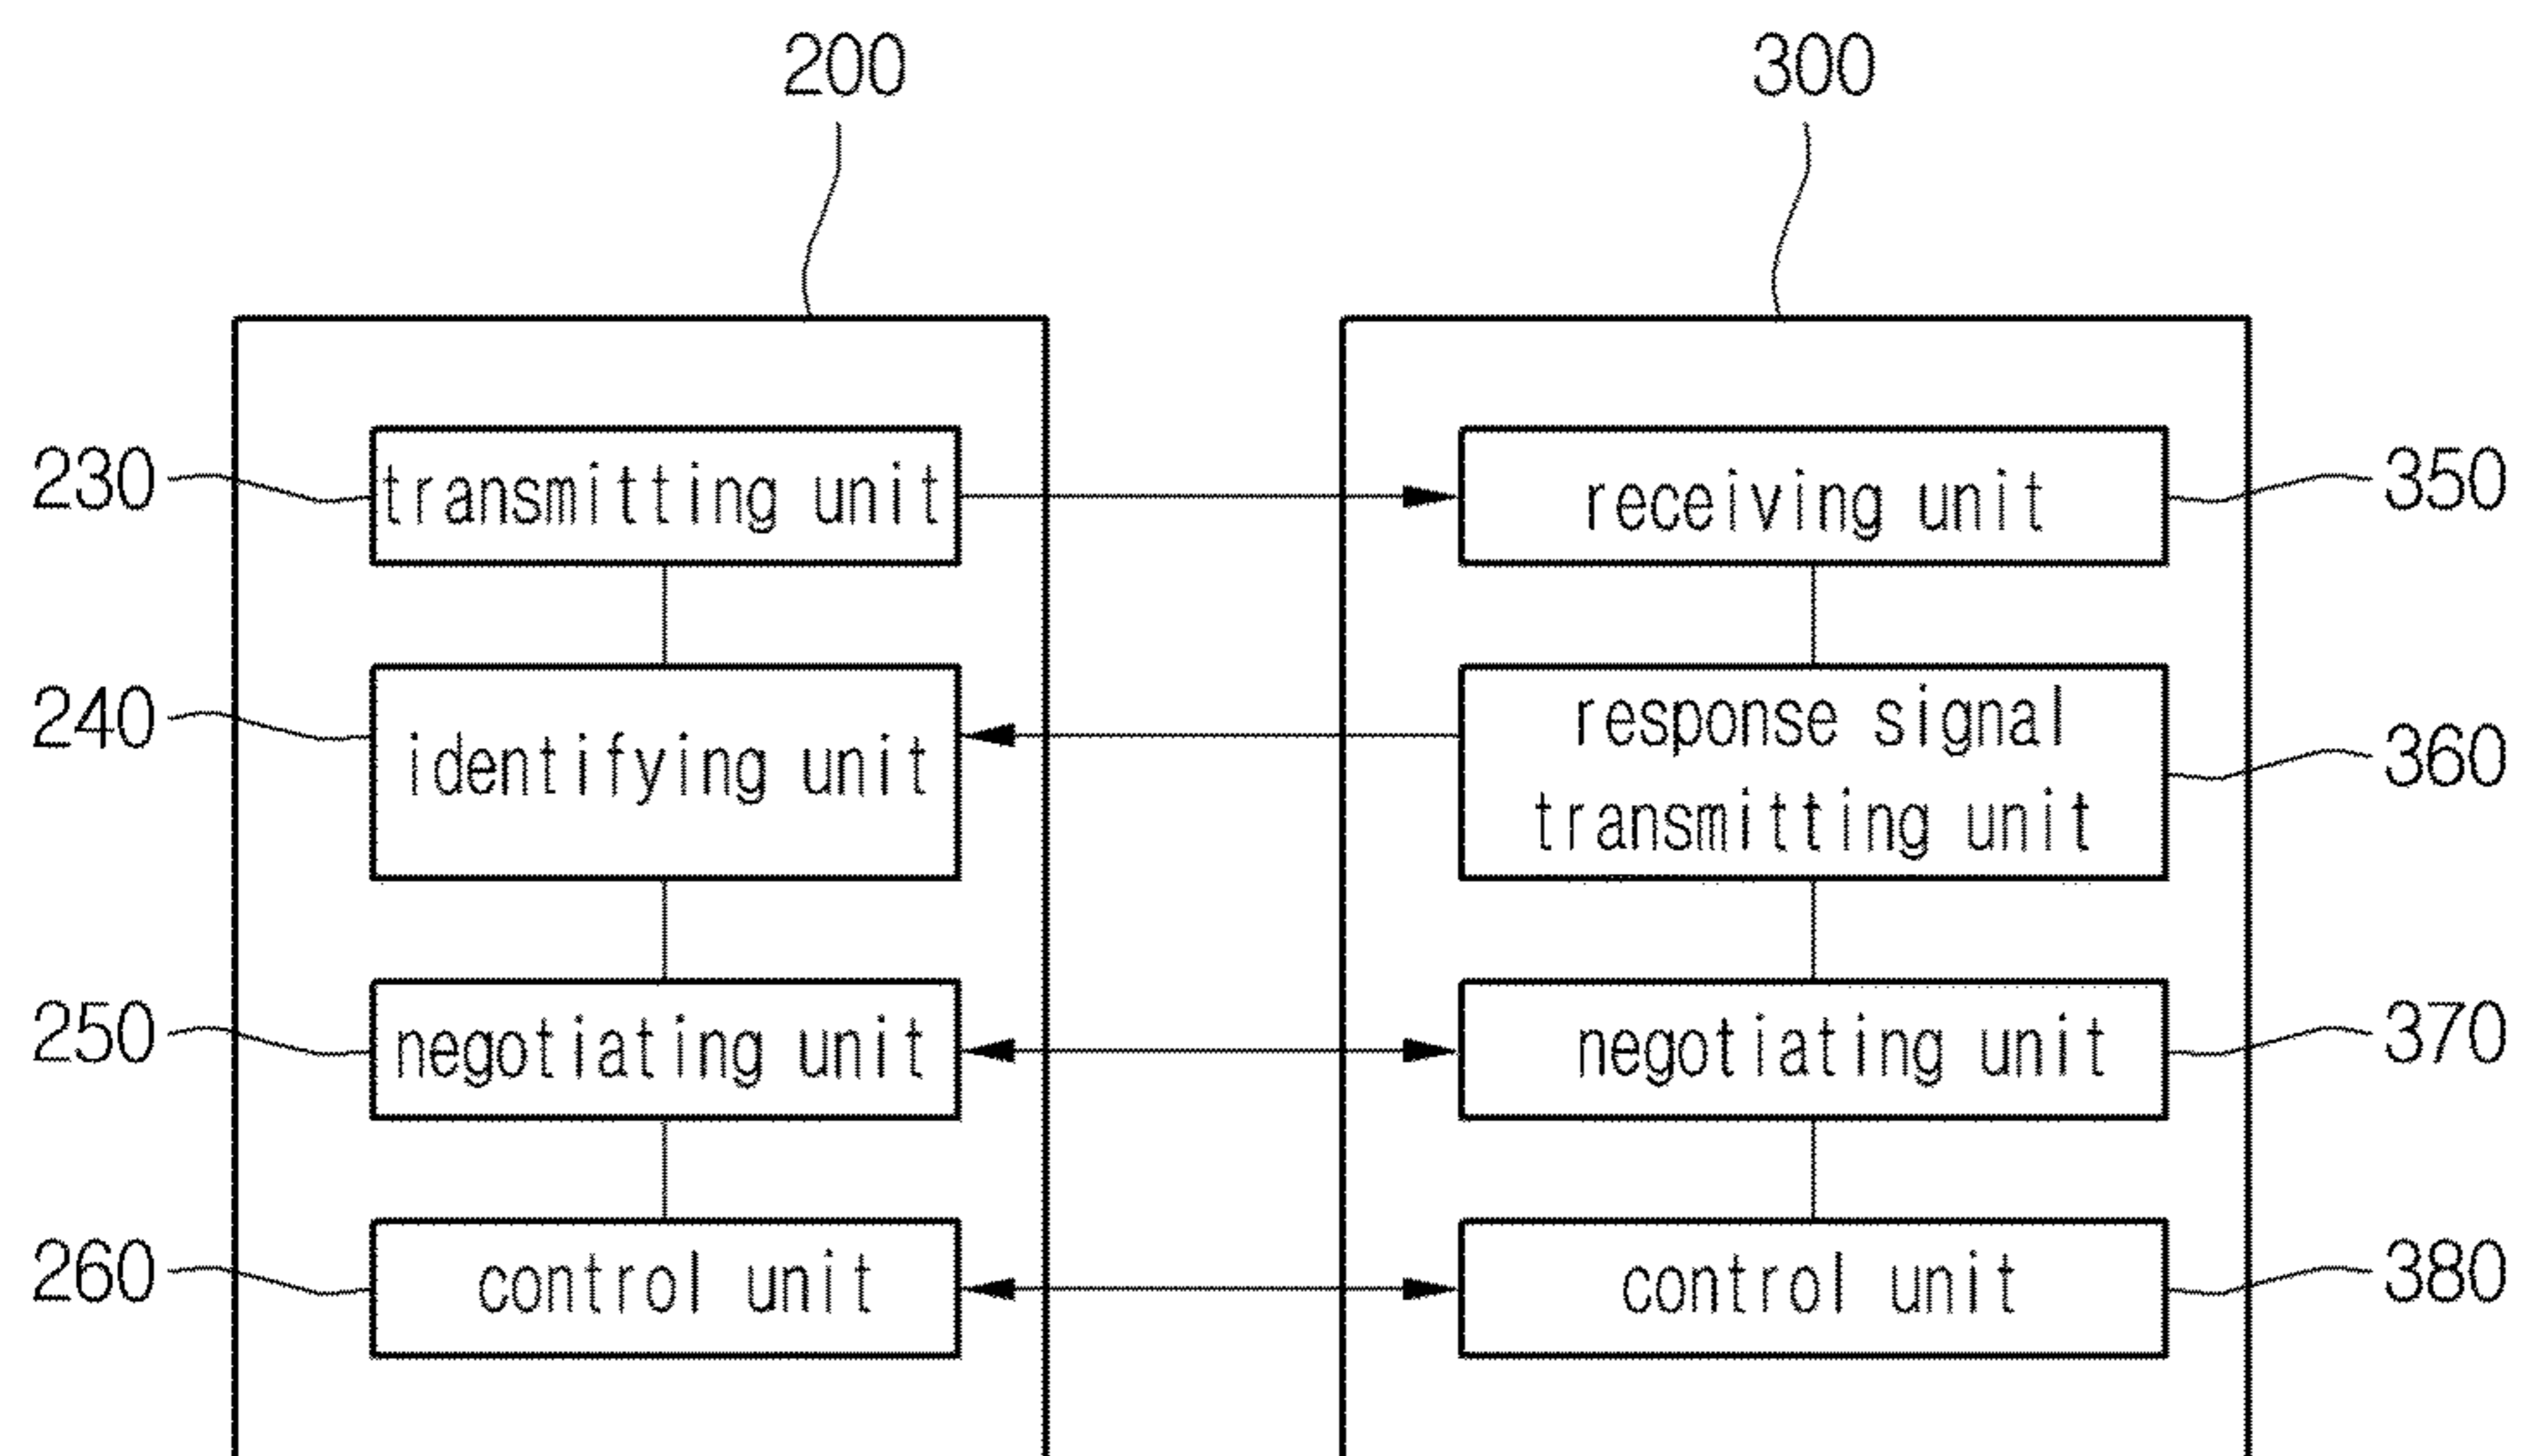 200
300
230
transmitting unit
receiving unit
350
240
identifying unit
response signal
transmitting unit
360
250
negotiating unit
negotiating unit
370
260
control unit
control unit
380